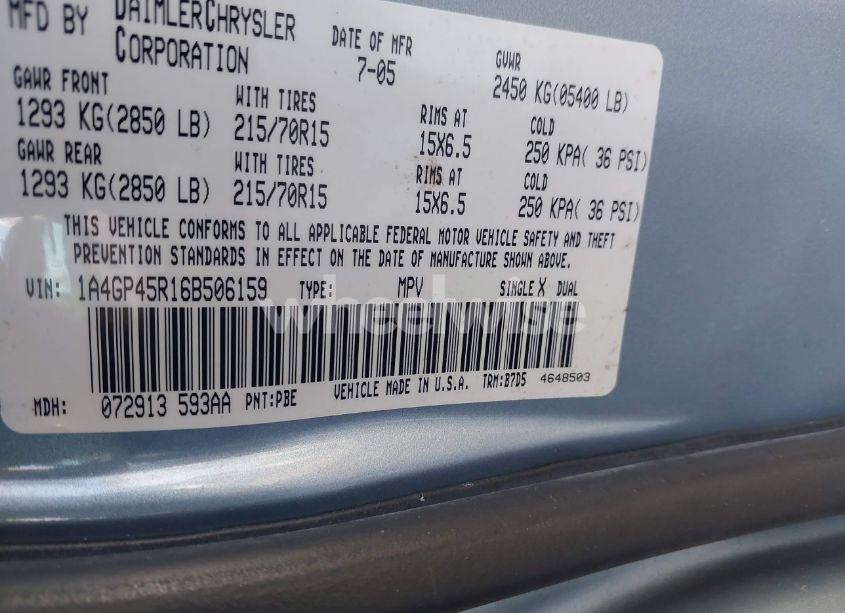 MFD BY DAIMLERCHRYSLER CORPORATION DATE OF MFR 7-05 GVWR 2450 KG(05400 LB)
GAWR FRONT 1293 KG(2850 LB) WITH TIRES 215/70R15 RIMS AT 15X6.5 COLD 250 KPA( 36 PSI)
GAWR REAR 1293 KG(2850 LB) WITH TIRES 215/70R15 RIMS AT 15X6.5 COLD 250 KPA( 36 PSI)
THIS VEHICLE CONFORMS TO ALL APPLICABLE FEDERAL MOTOR VEHICLE SAFETY AND THEFT
PREVENTION STANDARDS IN EFFECT ON THE DATE OF MANUFACTURE SHOWN ABOVE.
VIN: 1A4GP45R16B506159 TYPE: MPV SINGLE X DUAL
wheelwise
MDH: 072913 593AA PNT:PBE VEHICLE MADE IN U.S.A. TRM:B7D5 4648503